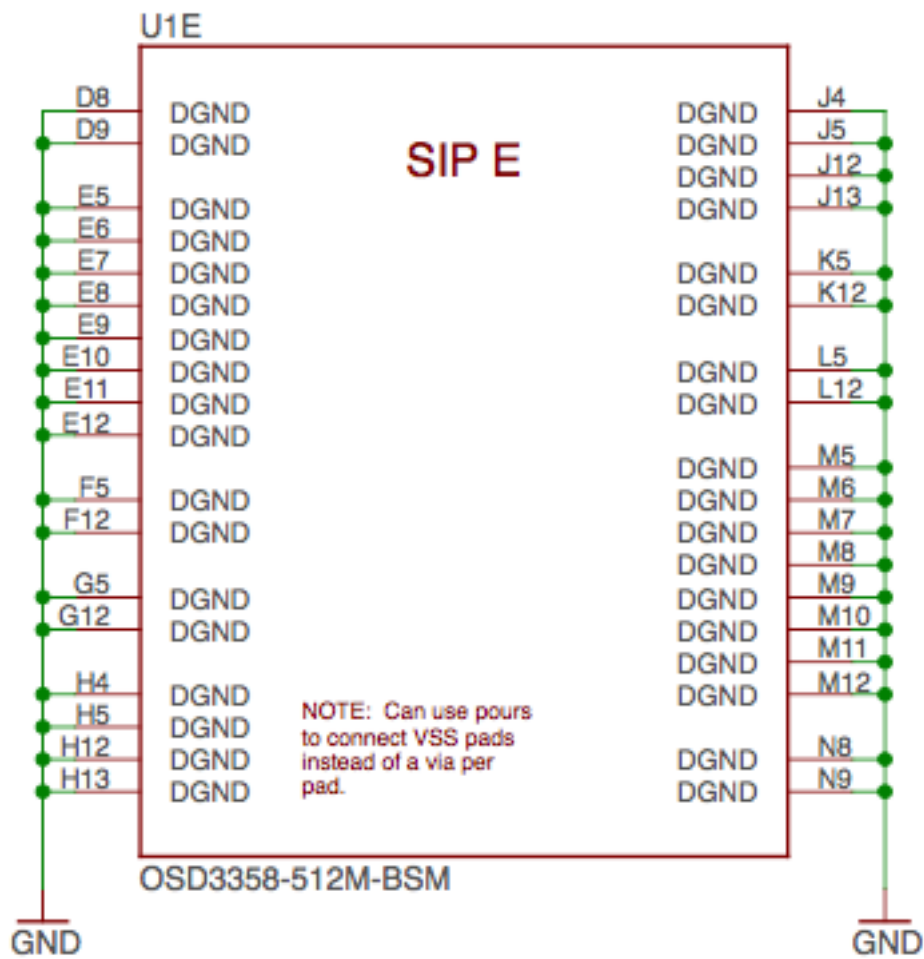 U1E
D8 DGND DGND J4
D9 DGND DGND J5
SIP E
DGND J12
E5 DGND DGND J13
E6 DGND
E7 DGND DGND K5
E8 DGND DGND K12
E9 DGND
E10 DGND DGND L5
E11 DGND DGND L12
E12 DGND
DGND M5
F5 DGND DGND M6
F12 DGND DGND M7
DGND M8
G5 DGND DGND M9
G12 DGND DGND M10
DGND M11
H4 DGND DGND M12
H5 DGND
H12 DGND DGND N8
H13 DGND DGND N9
NOTE: Can use pours
to connect VSS pads
instead of a via per
pad.
OSD3358-512M-BSM
GND GND